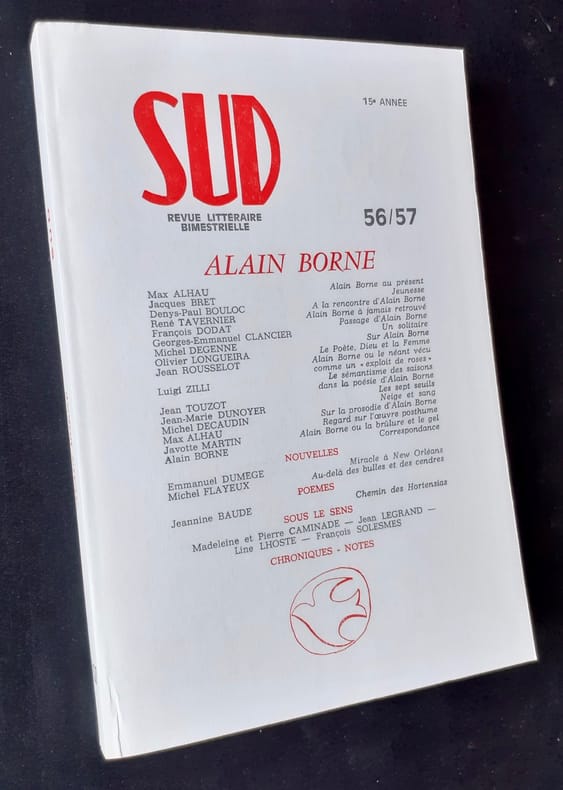 SUD
15e ANNÉE
REVUE LITTÉRAIRE
BIMESTRIELLE
56/57
ALAIN BORNE
Max ALHAU Alain Borne au présent
Jacques BRET Jeunesse
Denys-Paul BOULOC A la rencontre d'Alain Borne
René TAVERNIER Alain Borne à jamais retrouvé
François DODAT Passage d'Alain Borne
Georges-Emmanuel CLANCIER Un solitaire
Michel DEGENNE Sur Alain Borne
Olivier LONGUEIRA Le Poète, Dieu et la Femme
Jean ROUSSELOT Alain Borne ou le néant vécu
comme un « exploit de roses »
Luigi ZILLI Le sémantisme des saisons
dans la poésie d'Alain Borne
Jean TOUZOT Les sept seuils
Jean-Marie DUNOYER Neige et sang
Michel DECAUDIN Sur la prosodie d'Alain Borne
Max ALHAU Regard sur l'œuvre posthume
Javotte MARTIN Alain Borne ou la brûlure et le gel
Alain BORNE Correspondance
NOUVELLES
Emmanuel DUMEGE Miracle à New Orléans
Michel FLAYEUX Au-delà des bulles et des cendres
POEMES
Jeannine BAUDE Chemin des Hortensias
SOUS LE SENS
Madeleine et Pierre CAMINADE — Jean LEGRAND —
Line LHOSTE — François SOLESMES
CHRONIQUES - NOTES